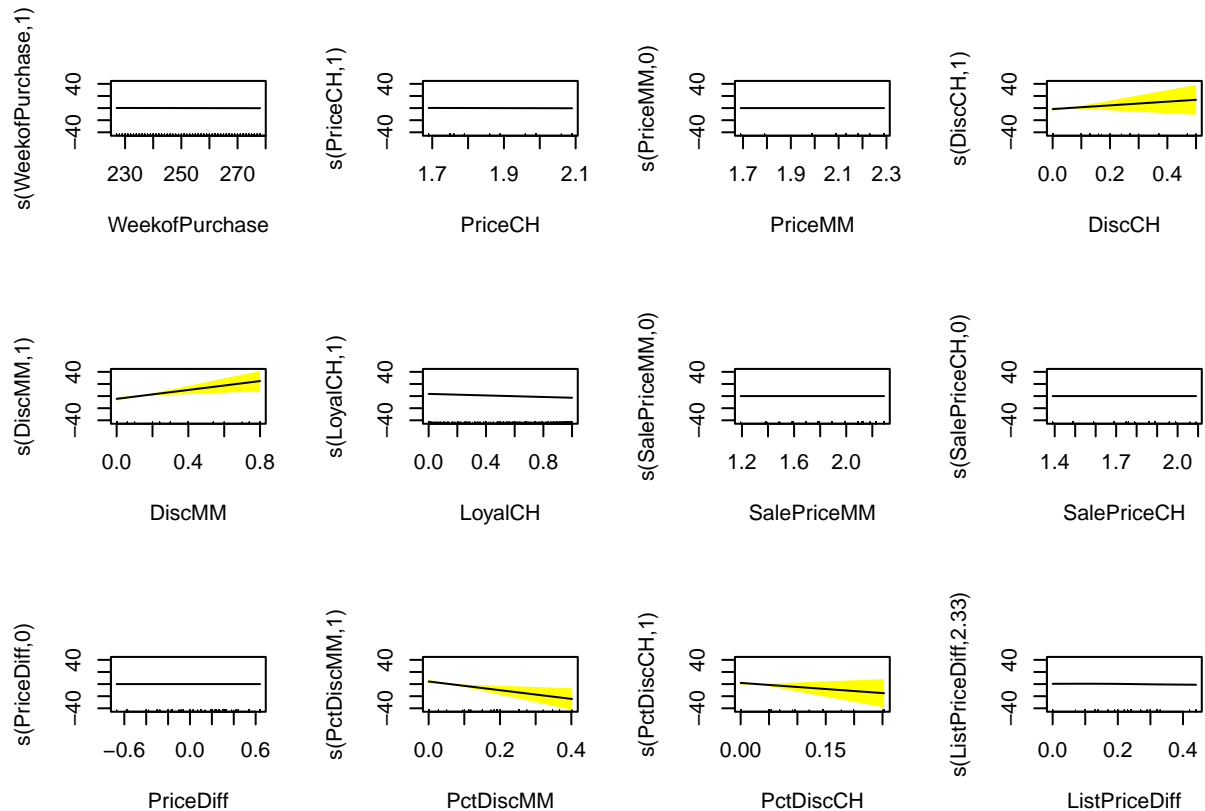 s(WeekofPurchase,1)
40
−40
230 250 270
WeekofPurchase
s(PriceCH,1)
40
−40
1.7 1.9 2.1
PriceCH
s(PriceMM,0)
40
−40
1.7 1.9 2.1 2.3
PriceMM
s(DiscCH,1)
40
−40
0.0 0.2 0.4
DiscCH
s(DiscMM,1)
40
−40
0.0 0.4 0.8
DiscMM
s(LoyalCH,1)
40
−40
0.0 0.4 0.8
LoyalCH
s(SalePriceMM,0)
40
−40
1.2 1.6 2.0
SalePriceMM
s(SalePriceCH,0)
40
−40
1.4 1.7 2.0
SalePriceCH
s(PriceDiff,0)
40
−40
−0.6 0.0 0.6
PriceDiff
s(PctDiscMM,1)
40
−40
0.0 0.2 0.4
PctDiscMM
s(PctDiscCH,1)
40
−40
0.00 0.15
PctDiscCH
s(ListPriceDiff,2.33)
40
−40
0.0 0.2 0.4
ListPriceDiff